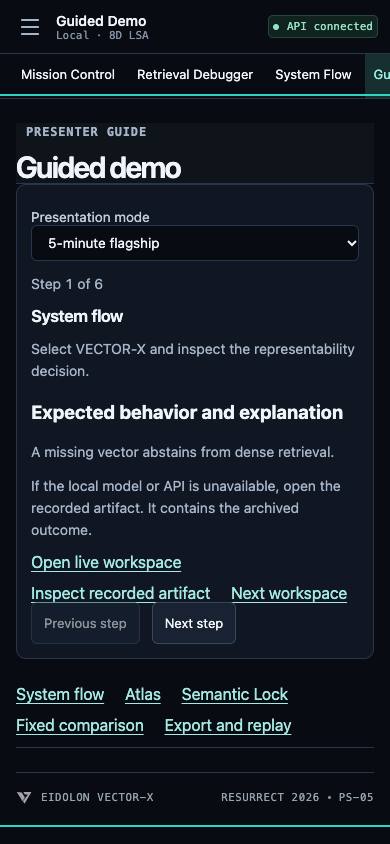 Guided Demo
Local · 8D LSA
API connected
Mission Control
Retrieval Debugger
System Flow
Gu
PRESENTER GUIDE
Guided demo
Presentation mode
5-minute flagship
Step 1 of 6
System flow
Select VECTOR-X and inspect the representability
decision.
Expected behavior and explanation
A missing vector abstains from dense retrieval.
If the local model or API is unavailable, open the
recorded artifact. It contains the archived
outcome.
Open live workspace
Inspect recorded artifact
Next workspace
Previous step
Next step
System flow
Atlas
Semantic Lock
Fixed comparison
Export and replay
EIDOLON VECTOR-X
RESURRECT 2026 • PS-05